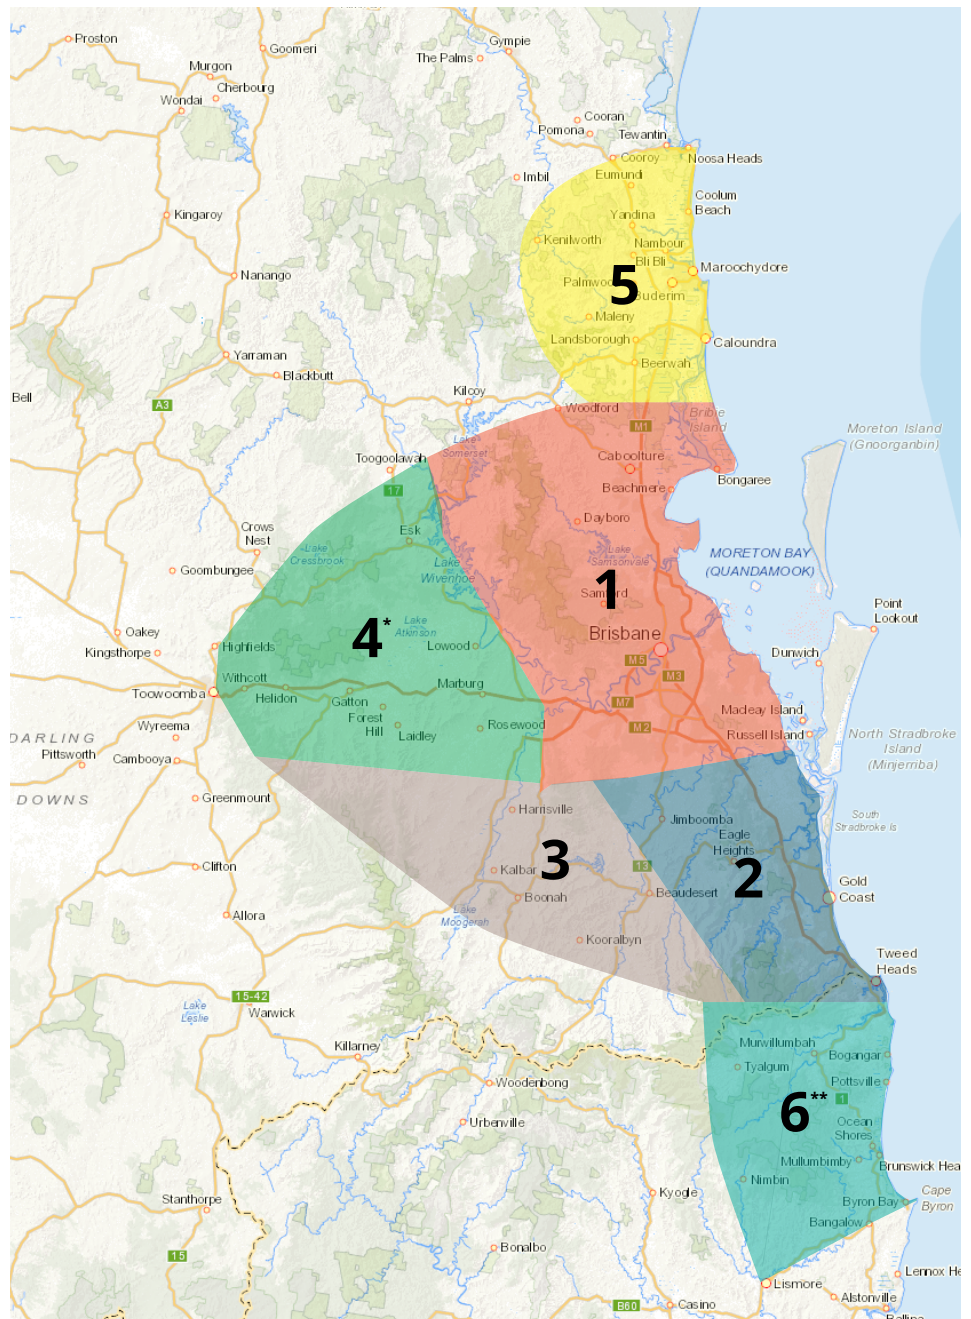 Proston
Goomeri
Gympie
The Palms
Murgon
Cherbourg
Wondai
Cooran
Pomona
Tewantin
Cooroy
Noosa Heads
Imbil
Eumundi
Coolum
Beach
Kingaroy
Yandina
Kenilworth
Nambour
Bli Bli
Nanango
Maroochydore
5
Buderim
Maleny
Landsborough
Caloundra
Yarraman
Beerwah
Blackbutt
Kilcoy
Bell
A3
Woodford
Bribie
Island
M1
Moreton Island
(Gnoorganbin)
Lake
Somerset
Toogoolawah
Caboolture
Bongaree
17
Beachmere
Dayboro
Esk
Crows
Nest
Lake
Cressbrook
Lake
Samsonvale
MORETON BAY
(QUANDAMOOK)
Goombungee
Lake
Wivenhoe
1
Samford
Point
Lookout
Lake
Atkinson
4*
Oakey
Brisbane
Highfields
Lowood
Kingsthorpe
Dunwich
M5
Withcott
Marburg
M3
Toowoomba
Helidon
Gatton
M7
Macleay Island
Forest
Hill
Wyreema
Laidley
Rosewood
M2
Russell Island
DARLING
DOWNS
North Stradbroke
Island
(Minjerriba)
Pittsworth
Cambooya
Greenmount
Harrisville
Jimboomba
South
Stradbroke Is
Eagle
Heights
3
Clifton
Kalbar
13
2
Gold
Coast
Boonah
Beaudesert
Allora
Lake
Moogerah
Kooralbyn
Tweed
Heads
15-42
Lake
Leslie
Warwick
Killarney
Murwillumbah
Bogangar
Tyalgum
Woodenbong
Pottsville
6**
1
Urbenville
Ocean
Shores
Mullumbimby
Brunswick Hea
Nimbin
Stanthorpe
Kyogle
Byron Bay
Cape
Byron
Bangalow
15
Bonalbo
Lennox He
Lismore
Alstonville
B60
Casino